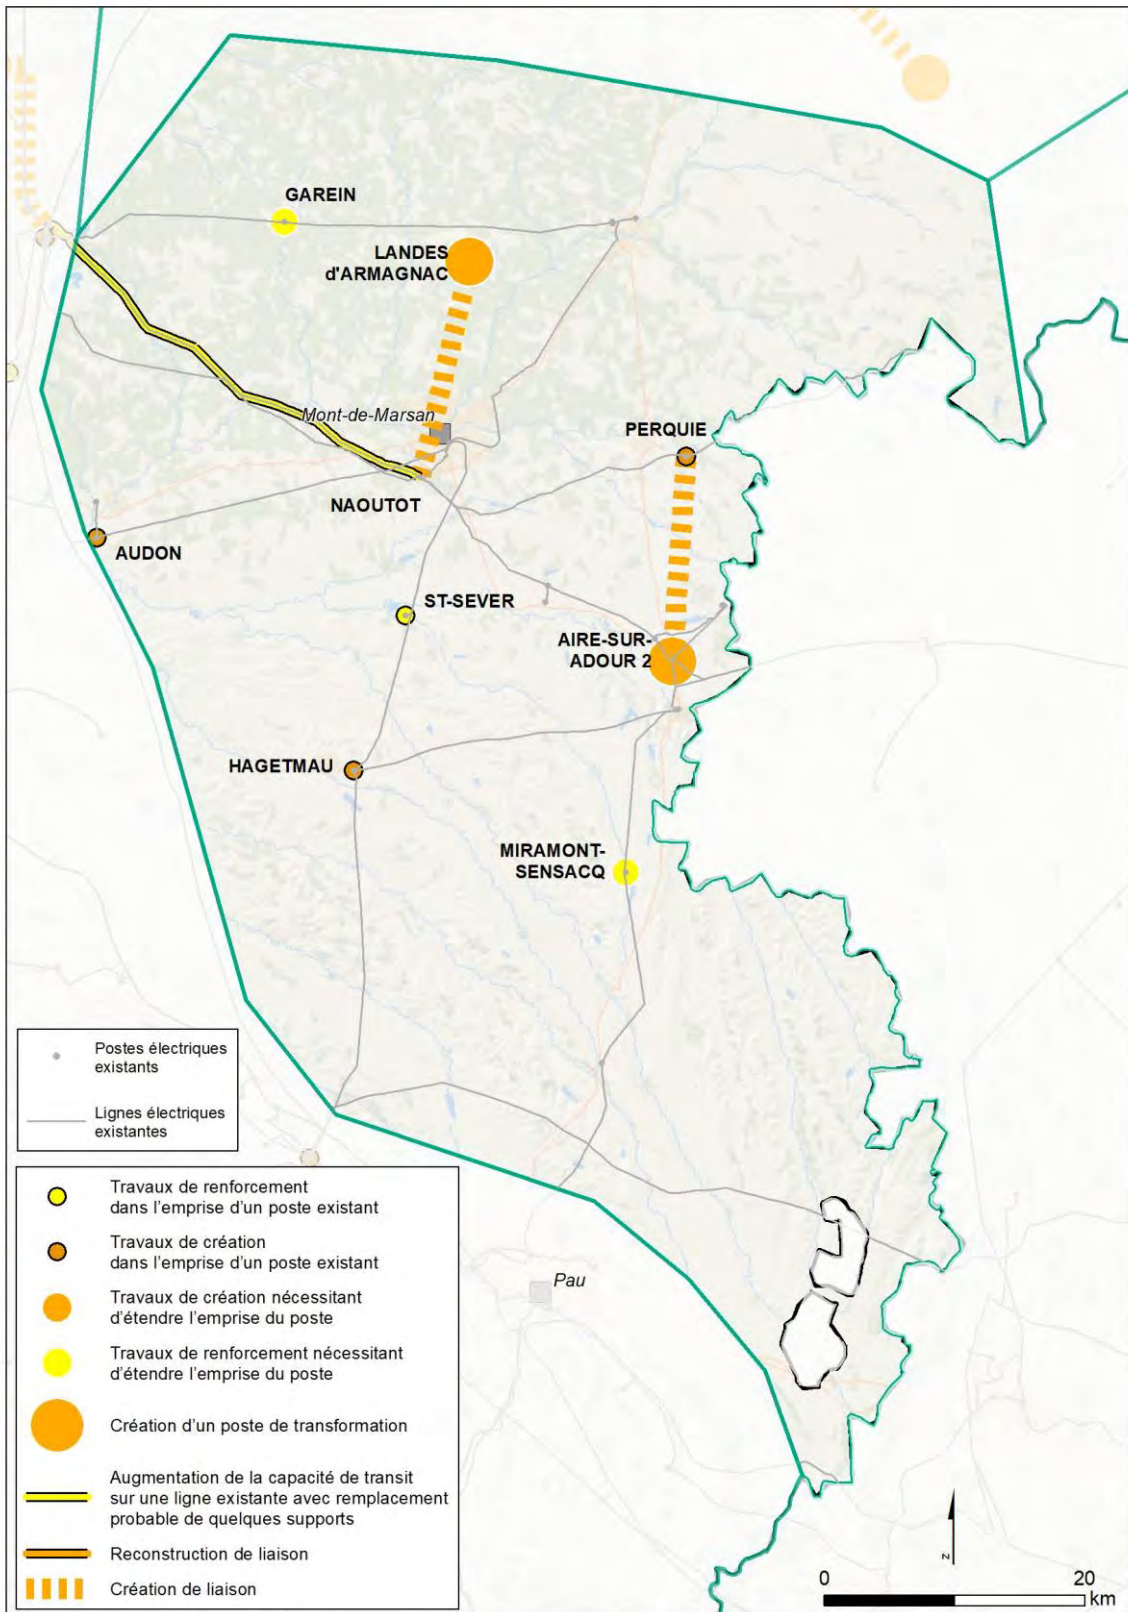 GAREIN
LANDES
d'ARMAGNAC
Mont-de-Marsan
PERQUIE
NAOUTOT
AUDON
ST-SEVER
AIRE-SUR-
ADOUR 2
HAGETMAU
MIRAMONT-
SENSACQ
Postes électriques
existants
Lignes électriques
existantes
Travaux de renforcement
dans l'emprise d'un poste existant
Travaux de création
dans l'emprise d'un poste existant
Travaux de création nécessitant
d'étendre l'emprise du poste
Travaux de renforcement nécessitant
d'étendre l'emprise du poste
Création d'un poste de transformation
Augmentation de la capacité de transit
sur une ligne existante avec remplacement
probable de quelques supports
Reconstruction de liaison
Création de liaison
Pau
N
0 20
km